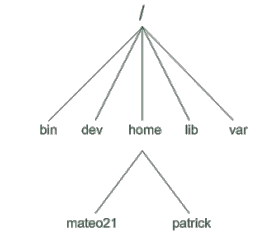 /
bin dev home lib var
mateo21 patrick